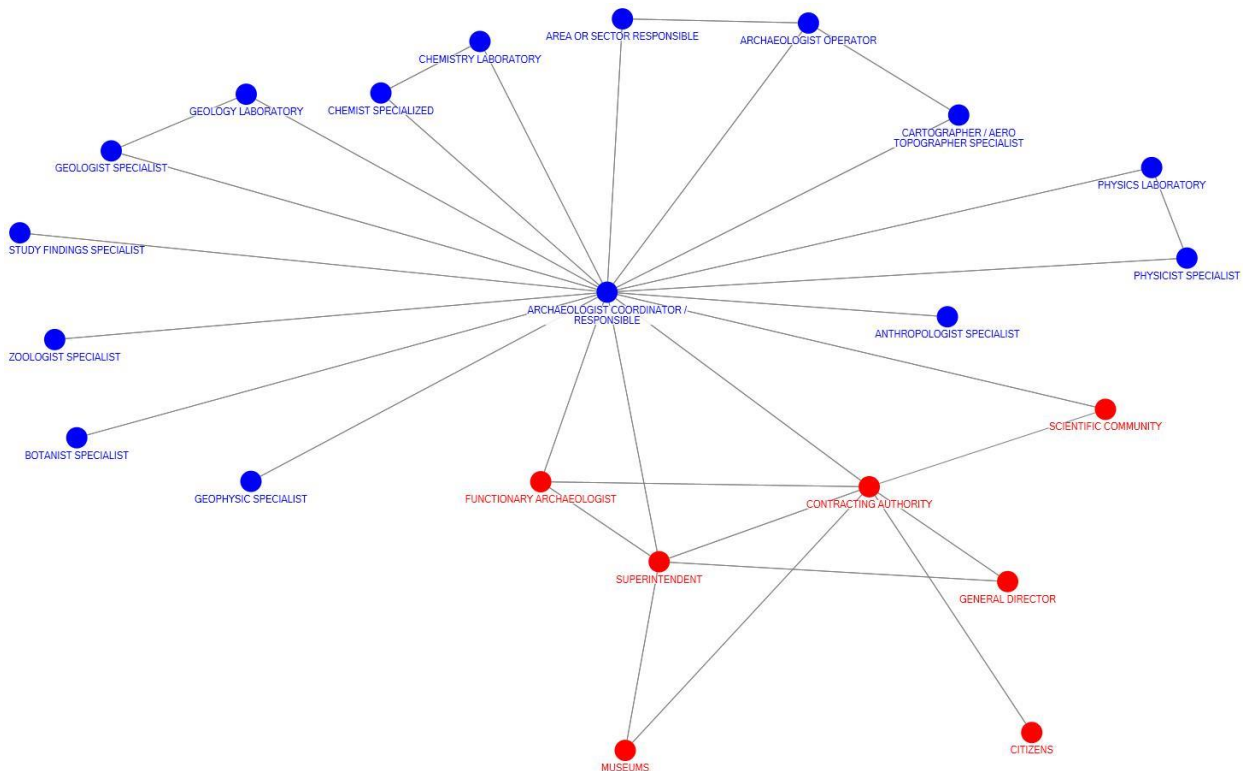 AREA OR SECTOR RESPONSIBLE
ARCHAEOLOGIST OPERATOR
CHEMISTRY LABORATORY
GEOLOGY LABORATORY
CHEMIST SPECIALIZED
CARTOGRAPHER / AERO
TOPOGRAPHER SPECIALIST
GEOLOGIST SPECIALIST
PHYSICS LABORATORY
STUDY FINDINGS SPECIALIST
PHYSICIST SPECIALIST
ARCHAEOLOGIST COORDINATOR /
RESPONSIBLE
ANTHROPOLOGIST SPECIALIST
ZOOLOGIST SPECIALIST
SCIENTIFIC COMMUNITY
BOTANIST SPECIALIST
GEOPHYSIC SPECIALIST
FUNCTIONARY ARCHAEOLOGIST
CONTRACTING AUTHORITY
SUPERINTENDENT
GENERAL DIRECTOR
CITIZENS
MUSEUMS